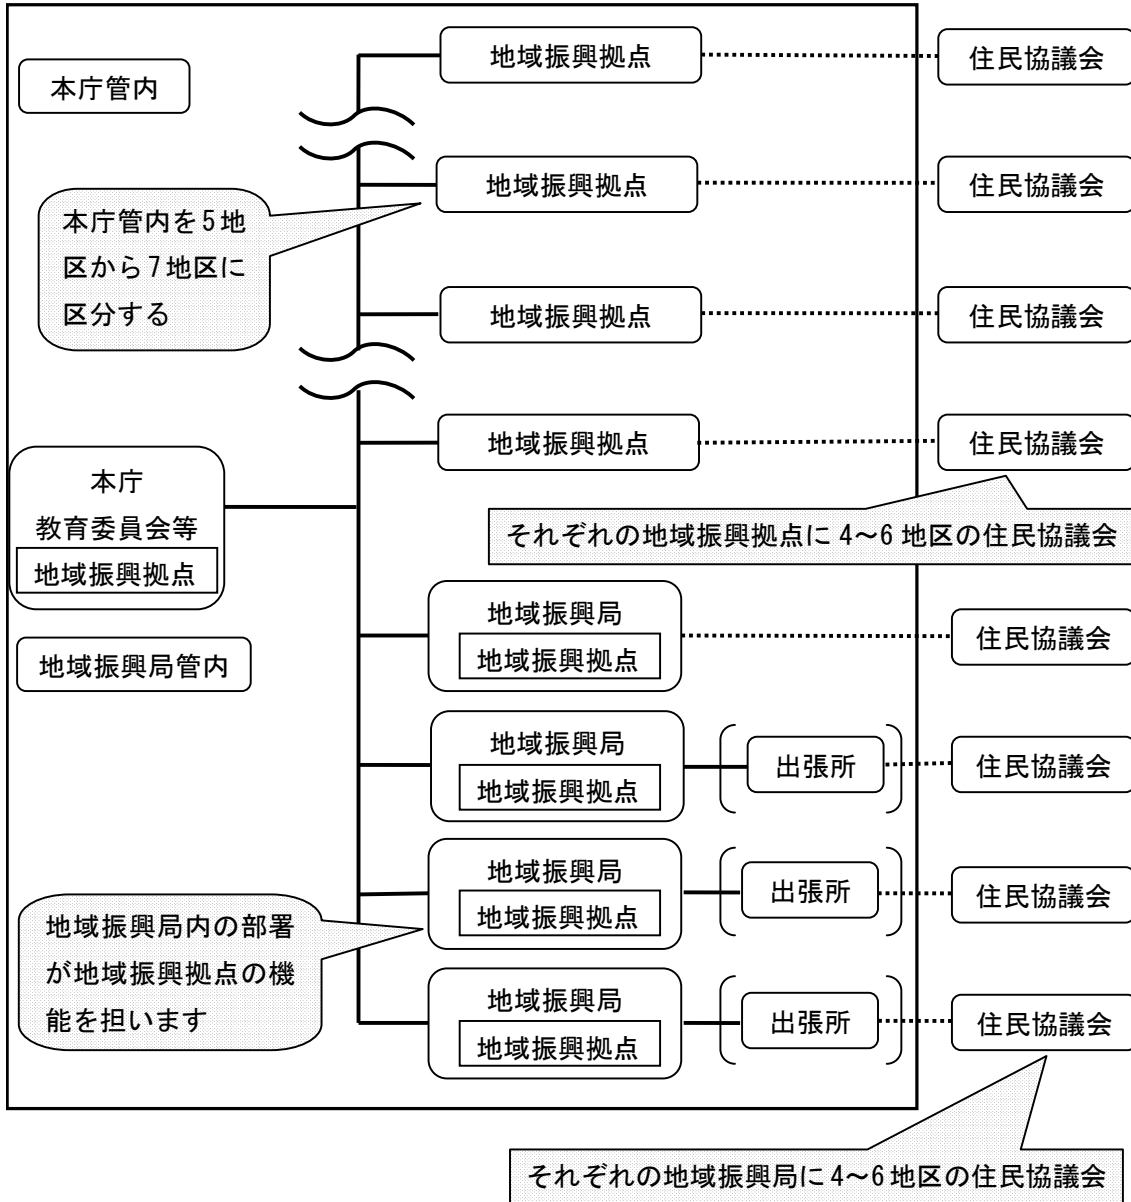 地域振興拠点
住民協議会
本庁管内
地域振興拠点
住民協議会
本庁管内を5地
区から7地区に
区分する
地域振興拠点
住民協議会
地域振興拠点
住民協議会
本庁
教育委員会等
地域振興拠点
それぞれの地域振興拠点に4～6地区の住民協議会
地域振興局
地域振興拠点
住民協議会
地域振興局管内
地域振興局
地域振興拠点
出張所
住民協議会
地域振興局
地域振興拠点
出張所
住民協議会
地域振興局内の部署
が地域振興拠点の機
能を担います
地域振興局
地域振興拠点
出張所
住民協議会
それぞれの地域振興局に4～6地区の住民協議会